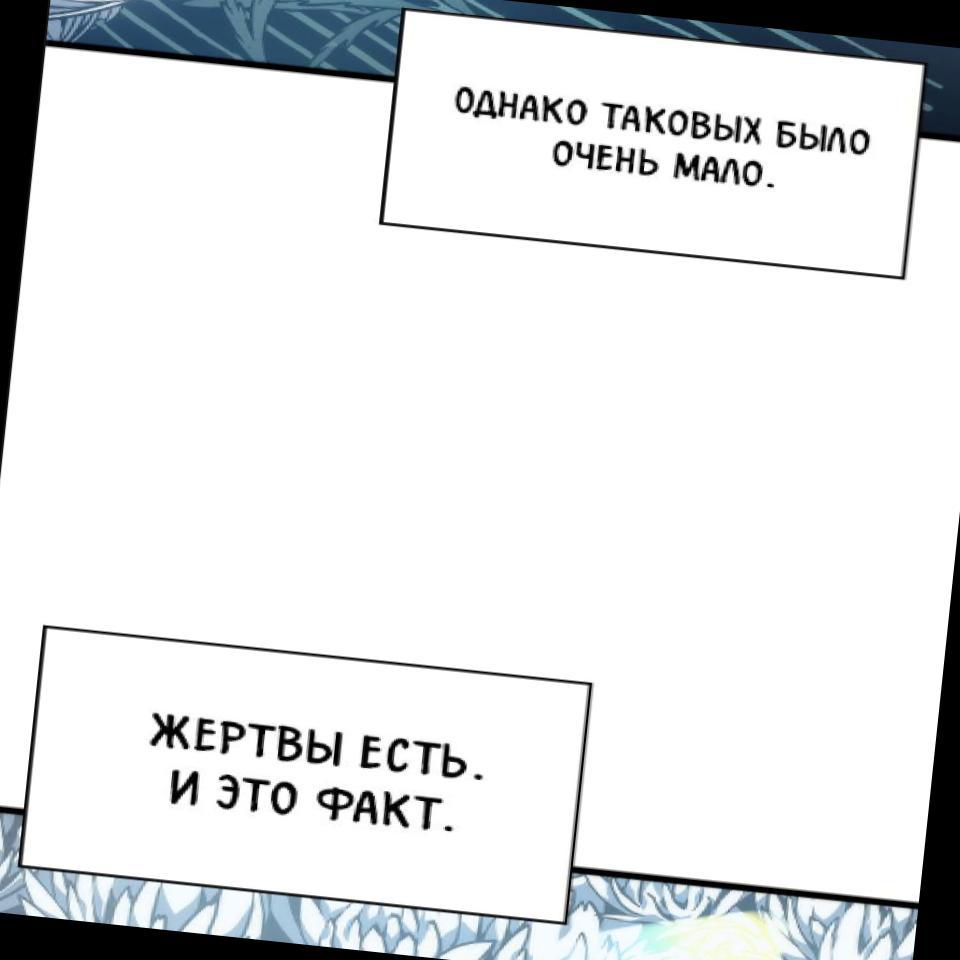 ОДНАКО ТАКОВЫХ БЫЛО
ОЧЕНЬ МАЛО.
ЖЕРТВЫ ЕСТЬ.
И ЭТО ФАКТ.